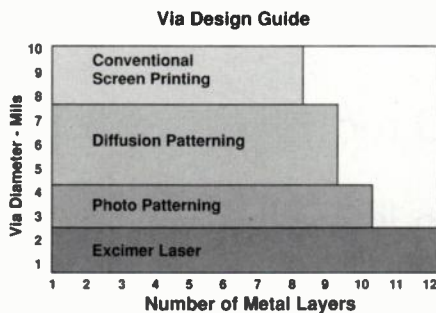 Via Design Guide
Via Diameter - Mils
10
9
8
7
6
5
4
3
2
1
Conventional
Screen Printing
Diffusion Patterning
Photo Patterning
Excimer Laser
1 2 3 4 5 6 7 8 9 10 11 12
Number of Metal Layers